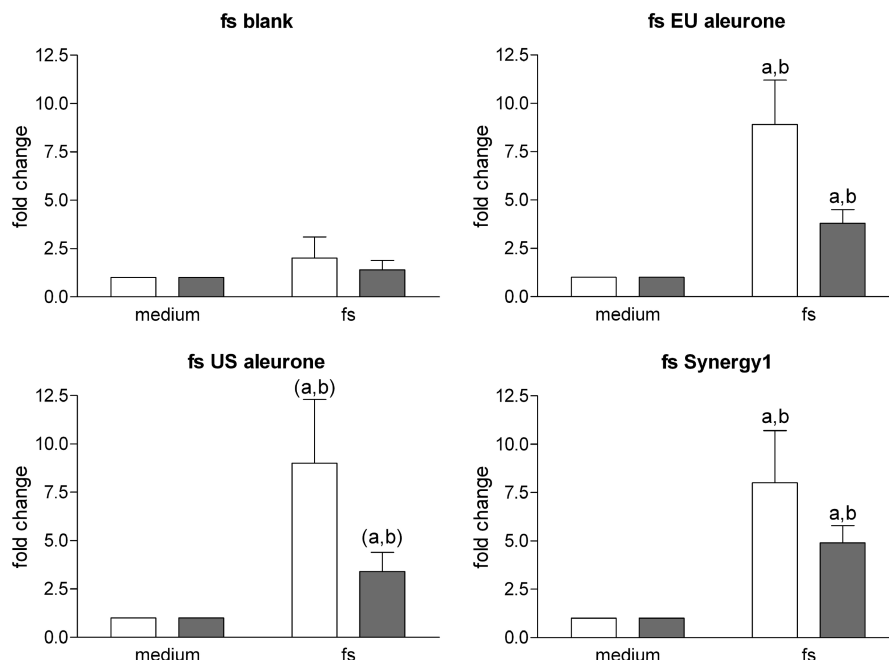 fs blank
12.5
10.0
7.5
5.0
2.5
0.0
fold change
medium fs
fs EU aleurone
12.5
10.0
7.5
5.0
2.5
0.0
fold change
a,b
a,b
medium fs
fs US aleurone
12.5
10.0
7.5
5.0
2.5
0.0
fold change
(a,b)
(a,b)
medium fs
fs Synergy1
12.5
10.0
7.5
5.0
2.5
0.0
fold change
a,b
a,b
medium fs